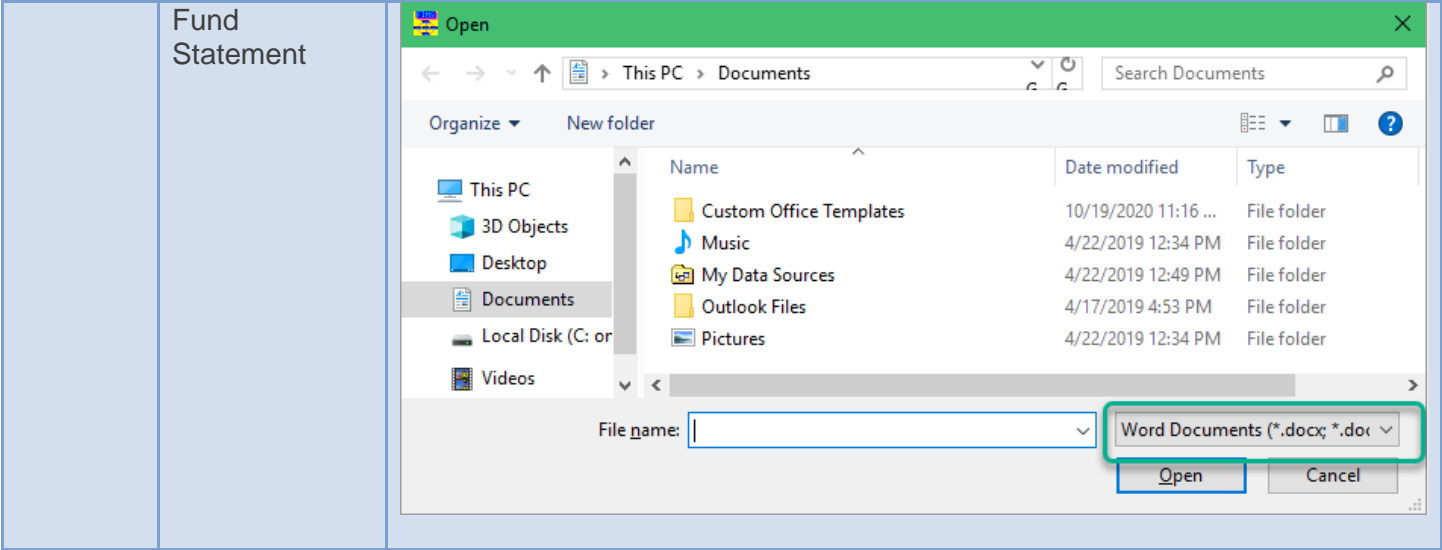 Fund
Statement
Open
This PC > Documents
Search Documents
Organize
New folder
Name
Date modified
Type
This PC
3D Objects
Desktop
Documents
Local Disk (C: or
Videos
Custom Office Templates 10/19/2020 11:16 ... File folder
Music 4/22/2019 12:34 PM File folder
My Data Sources 4/22/2019 12:49 PM File folder
Outlook Files 4/17/2019 4:53 PM File folder
Pictures 4/22/2019 12:34 PM File folder
File name:
Word Documents (*.docx; *.doc
Open
Cancel